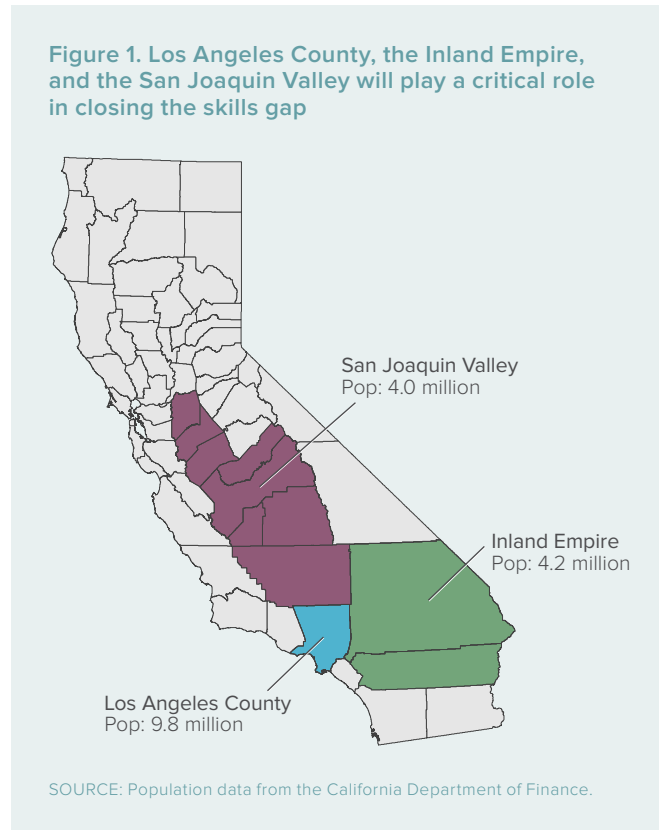 Figure 1. Los Angeles County, the Inland Empire,
and the San Joaquin Valley will play a critical role
in closing the skills gap
San Joaquin Valley
Pop: 4.0 million
Inland Empire
Pop: 4.2 million
Los Angeles County
Pop: 9.8 million
SOURCE: Population data from the California Department of Finance.